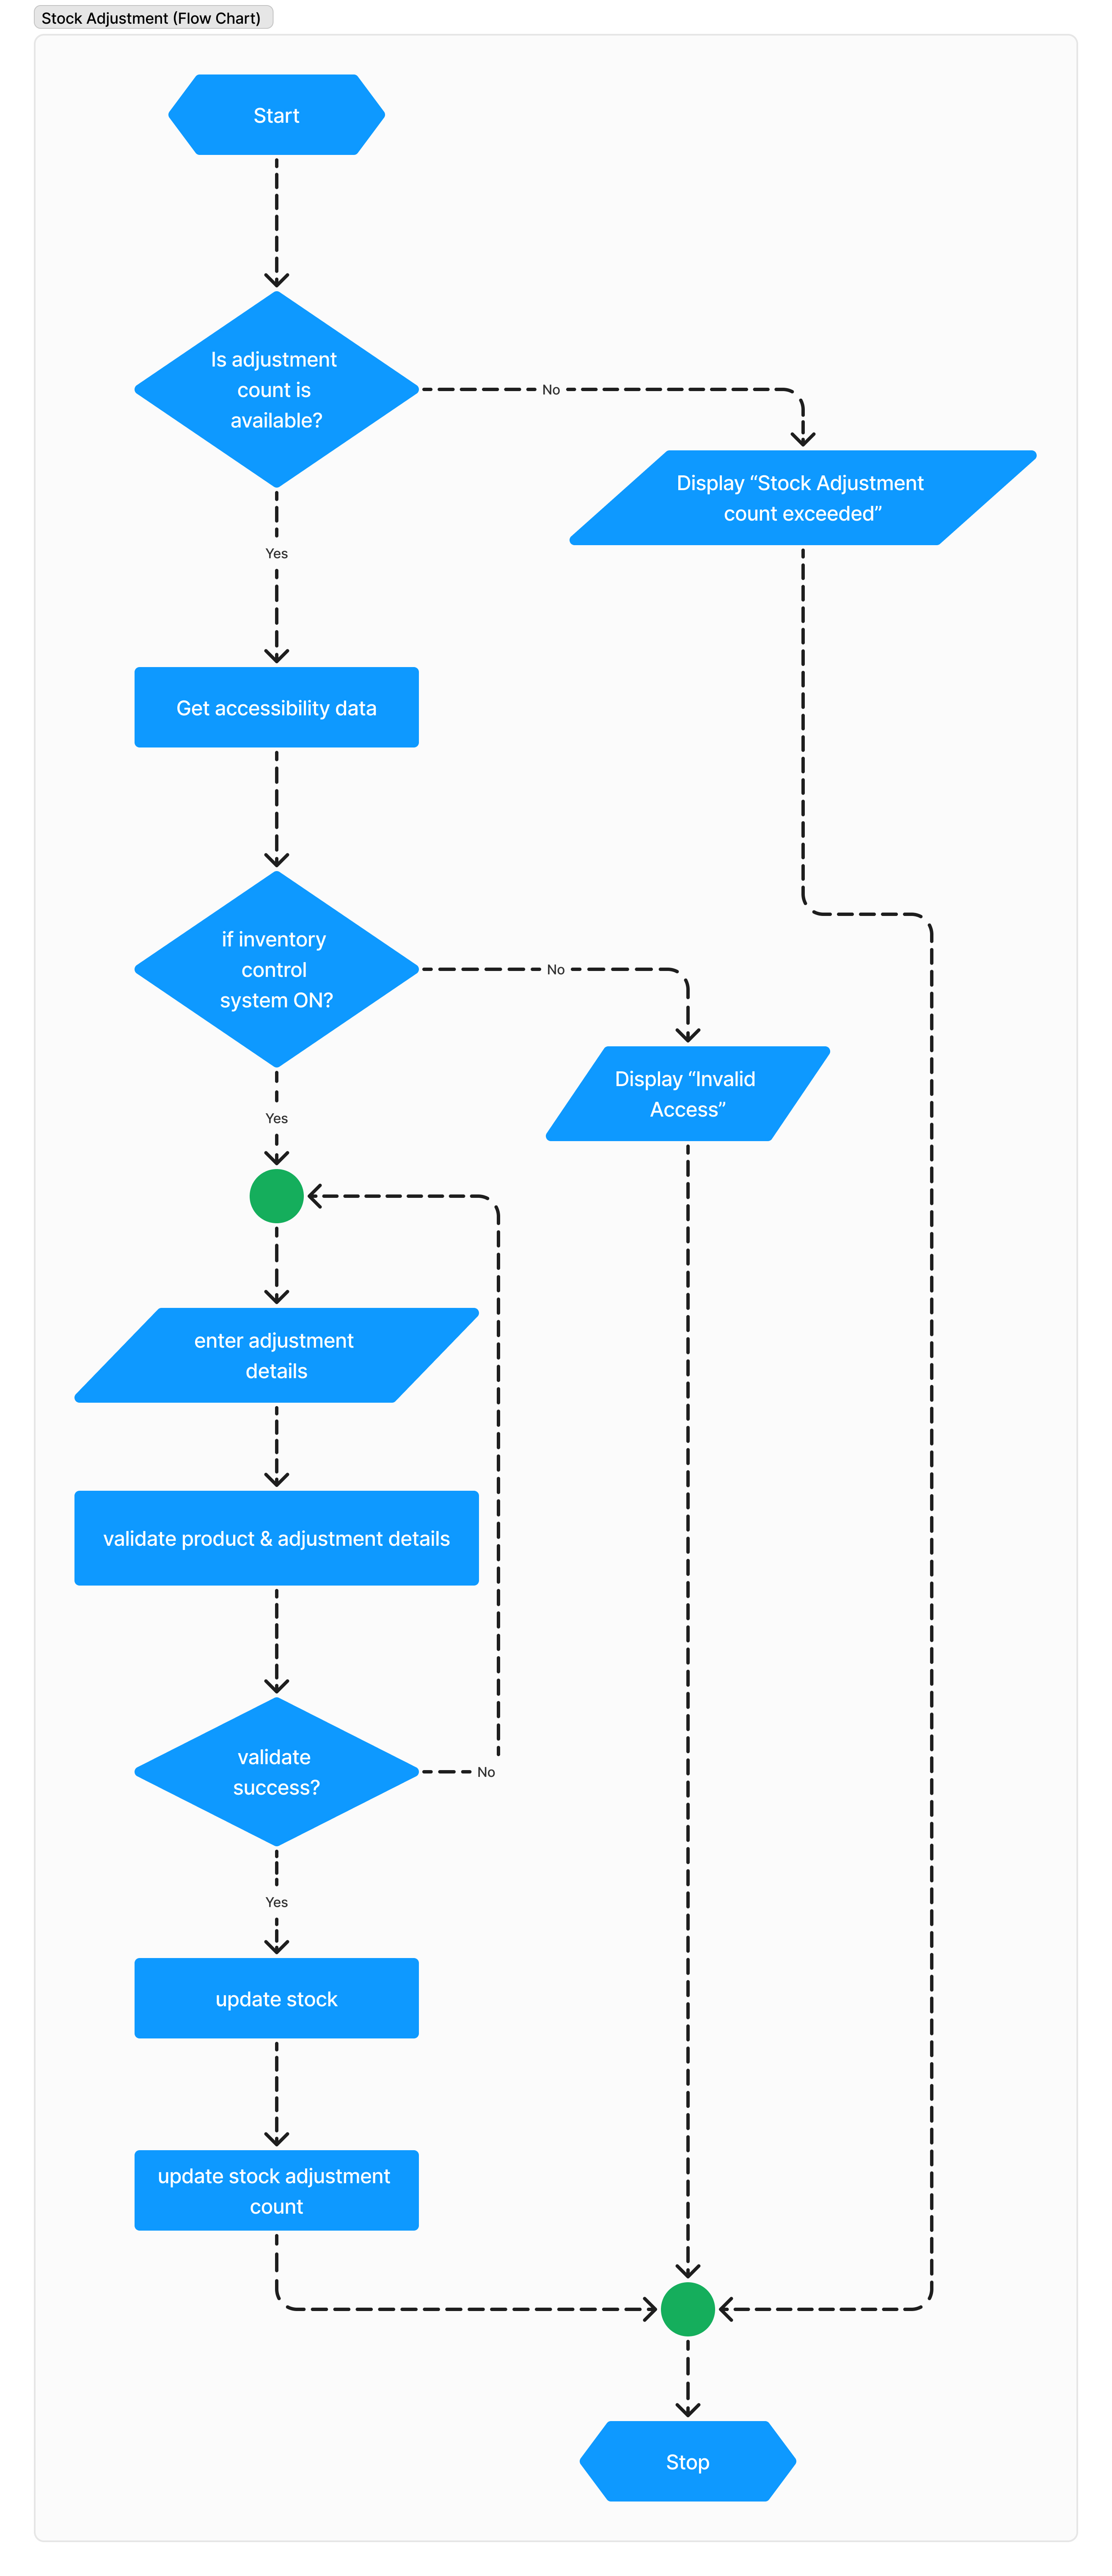 Stock Adjustment (Flow Chart)
Start
Is adjustment
count is
available?
No
Display “Stock Adjustment
count exceeded”
Yes
Get accessibility data
if inventory
control
system ON?
No
Display “Invalid
Access”
Yes
enter adjustment
details
validate product & adjustment details
validate
success?
No
Yes
update stock
update stock adjustment
count
Stop